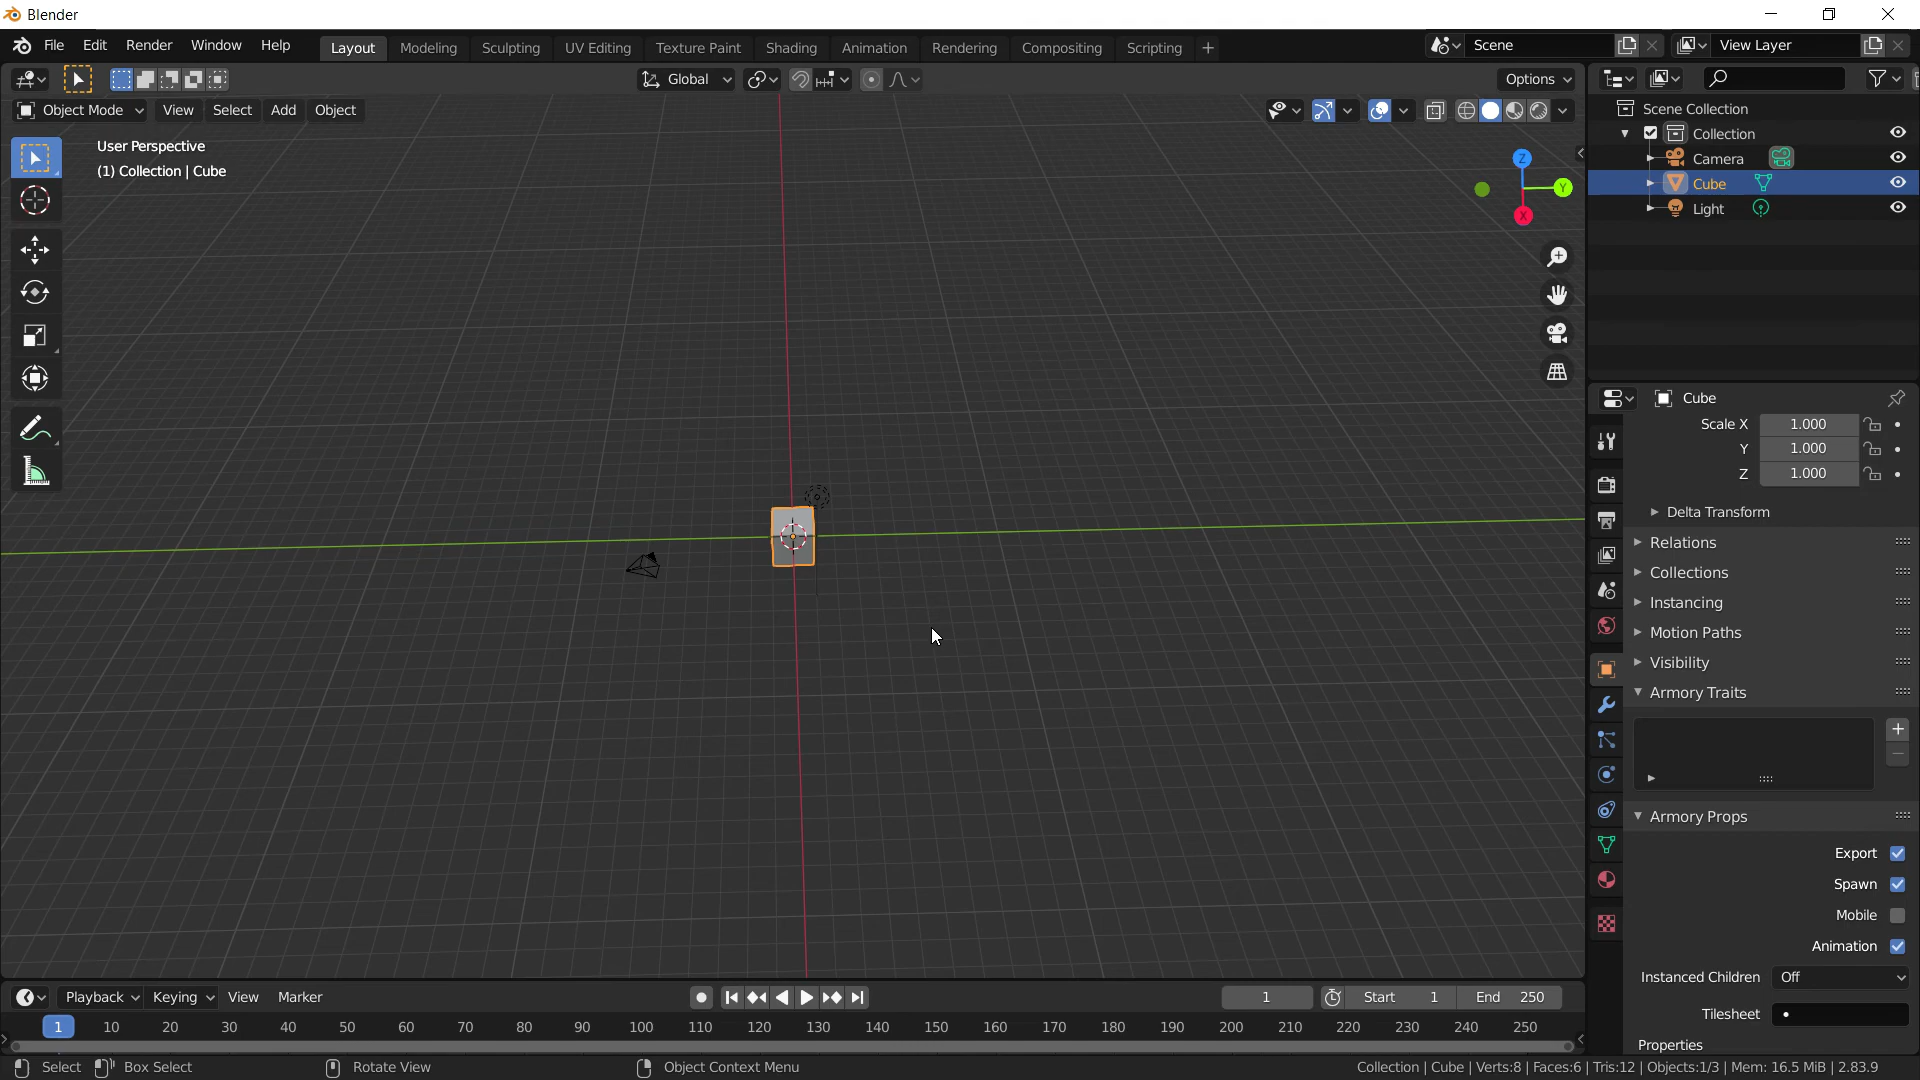 Blender
File Edit Render Window Help Layout Modeling Sculpting UV Editing Texture Paint Shading Animation Rendering Compositing Scripting + Scene View Layer
Global Options
Object Mode View Select Add Object
User Perspective
(1) Collection | Cube
Z
Y
X
Scene Collection
Collection
Camera
Cube
Light
Cube
Scale X 1.000
Y 1.000
Z 1.000
Delta Transform
Relations
Collections
Instancing
Motion Paths
Visibility
Armory Traits
Armory Props
Export
Spawn
Mobile
Animation
Instanced Children Off
Tilesheet
Properties
Playback Keying View Marker 1 Start 1 End 250
1 10 20 30 40 50 60 70 80 90 100 110 120 130 140 150 160 170 180 190 200 210 220 230 240 250
Select Box Select Rotate View Object Context Menu Collection | Cube | Verts:8 | Faces:6 | Tris:12 | Objects:1/3 | Mem: 16.5 MiB | 2.83.9